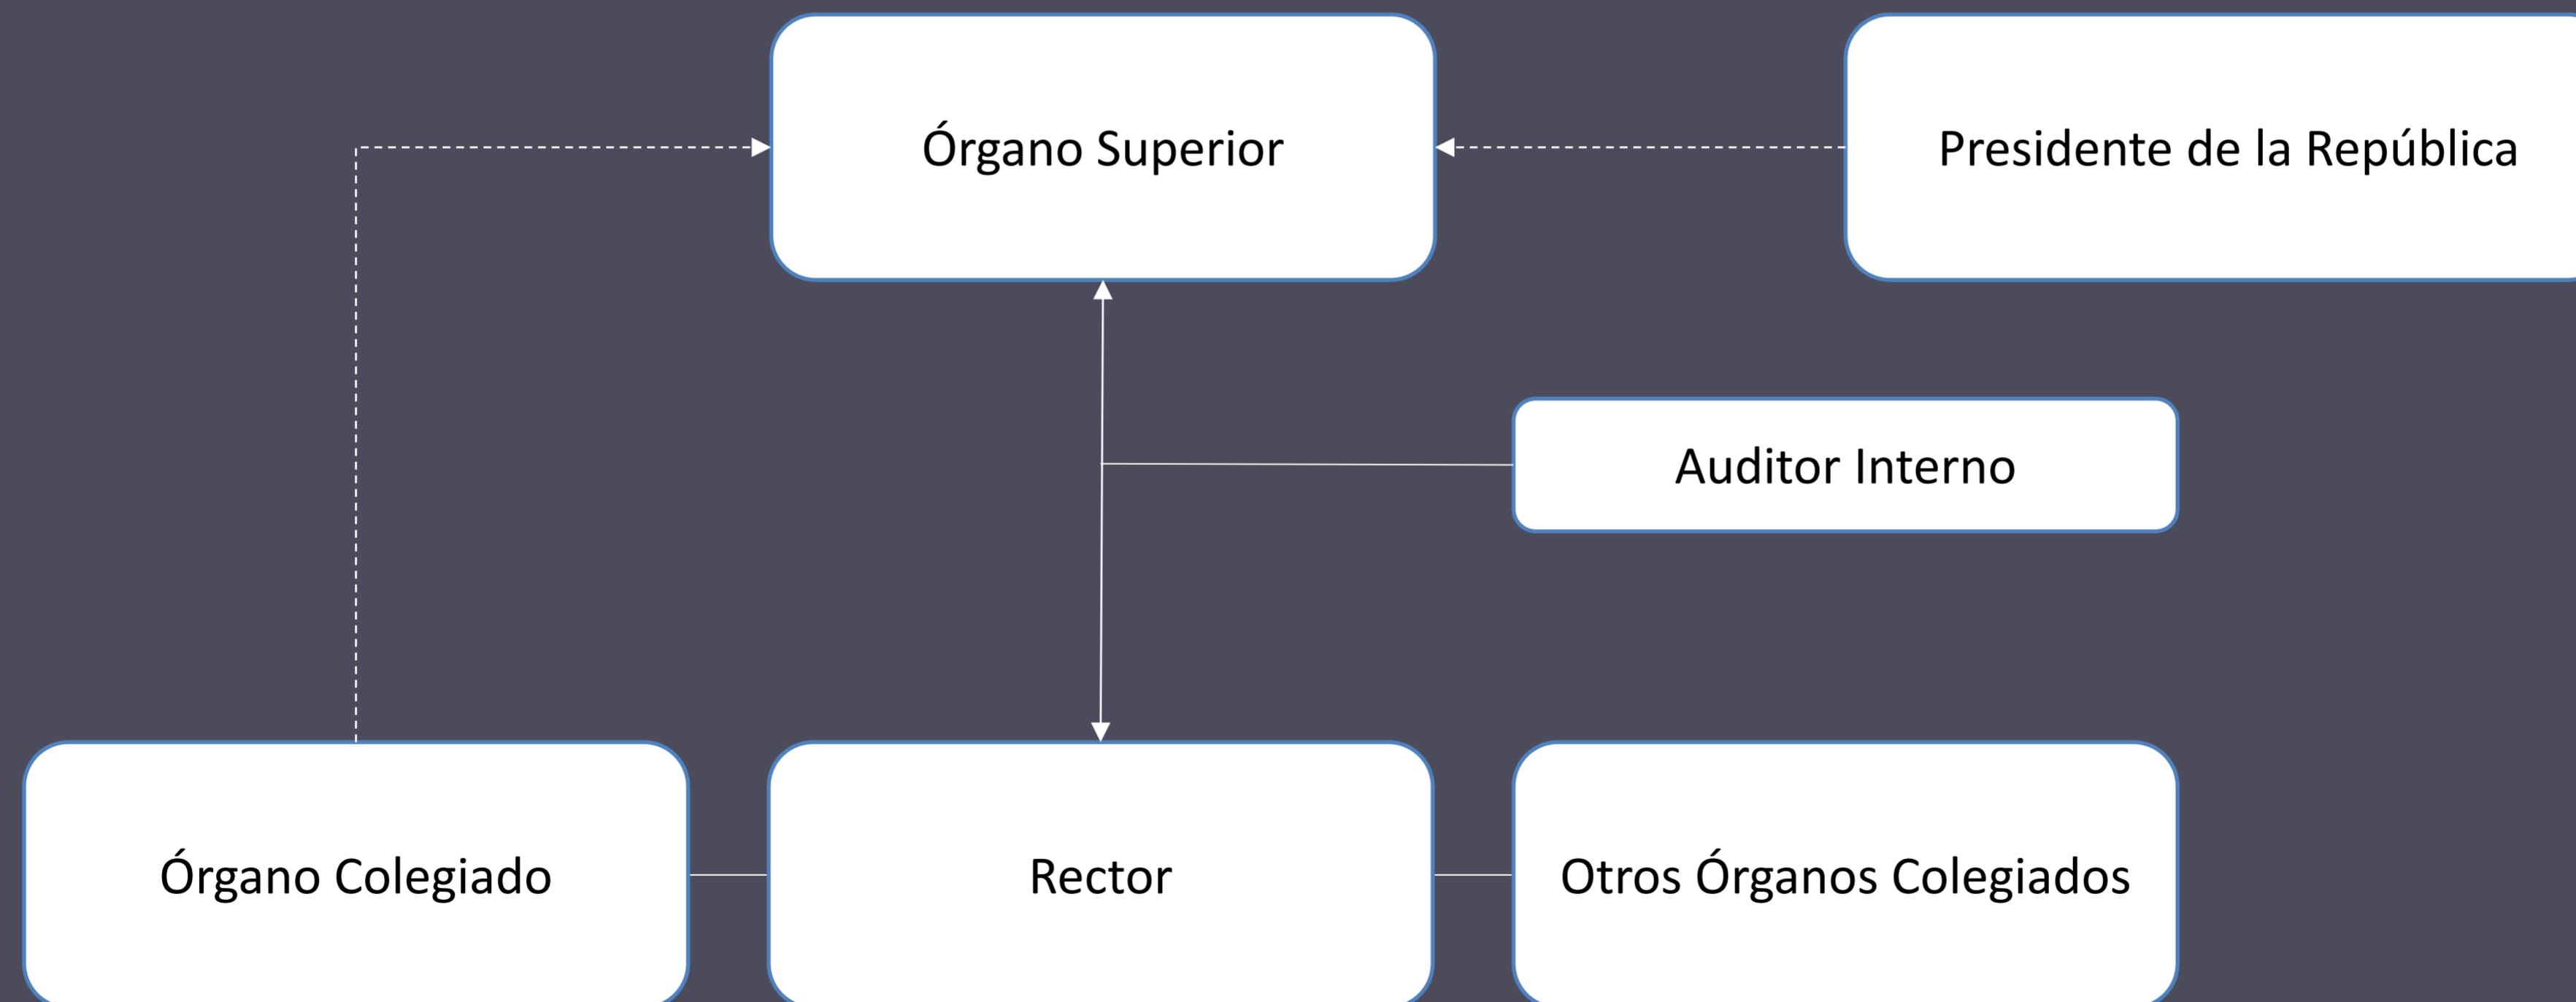 Órgano Superior
Presidente de la República
Auditor Interno
Órgano Colegiado
Rector
Otros Órganos Colegiados